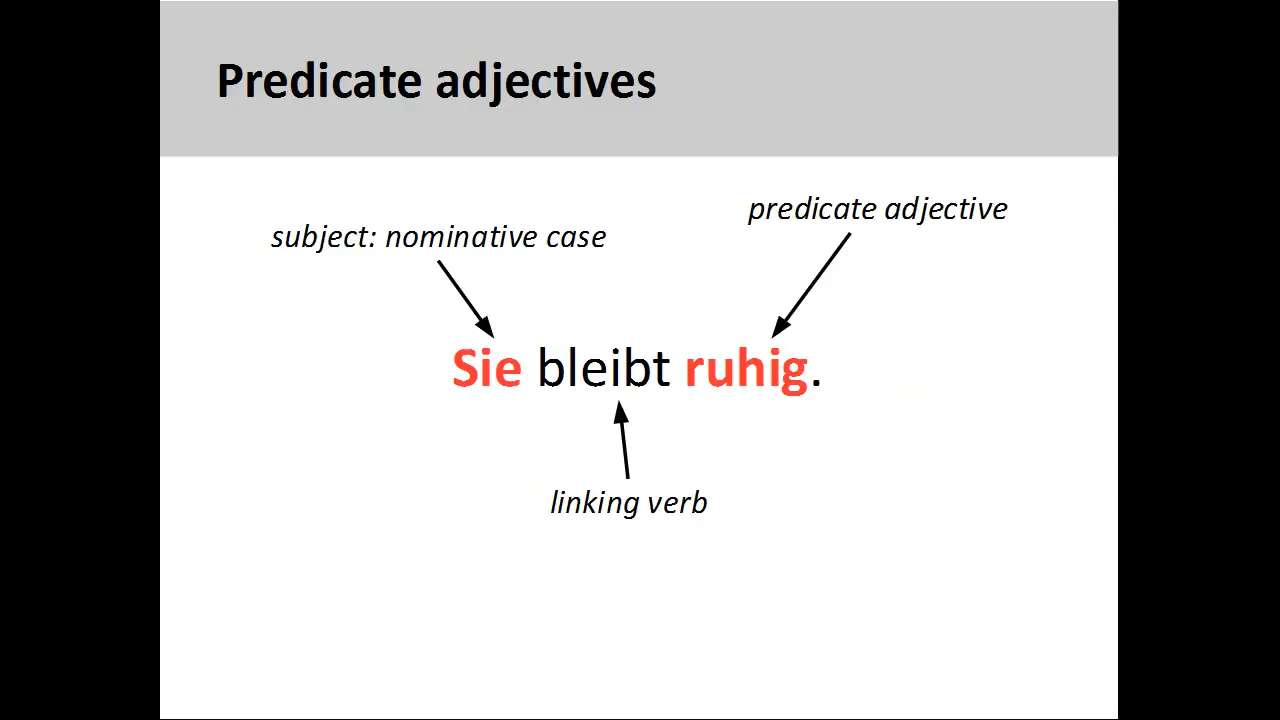 Predicate adjectives
predicate adjective
subject: nominative case
Sie bleibt ruhig.
linking verb